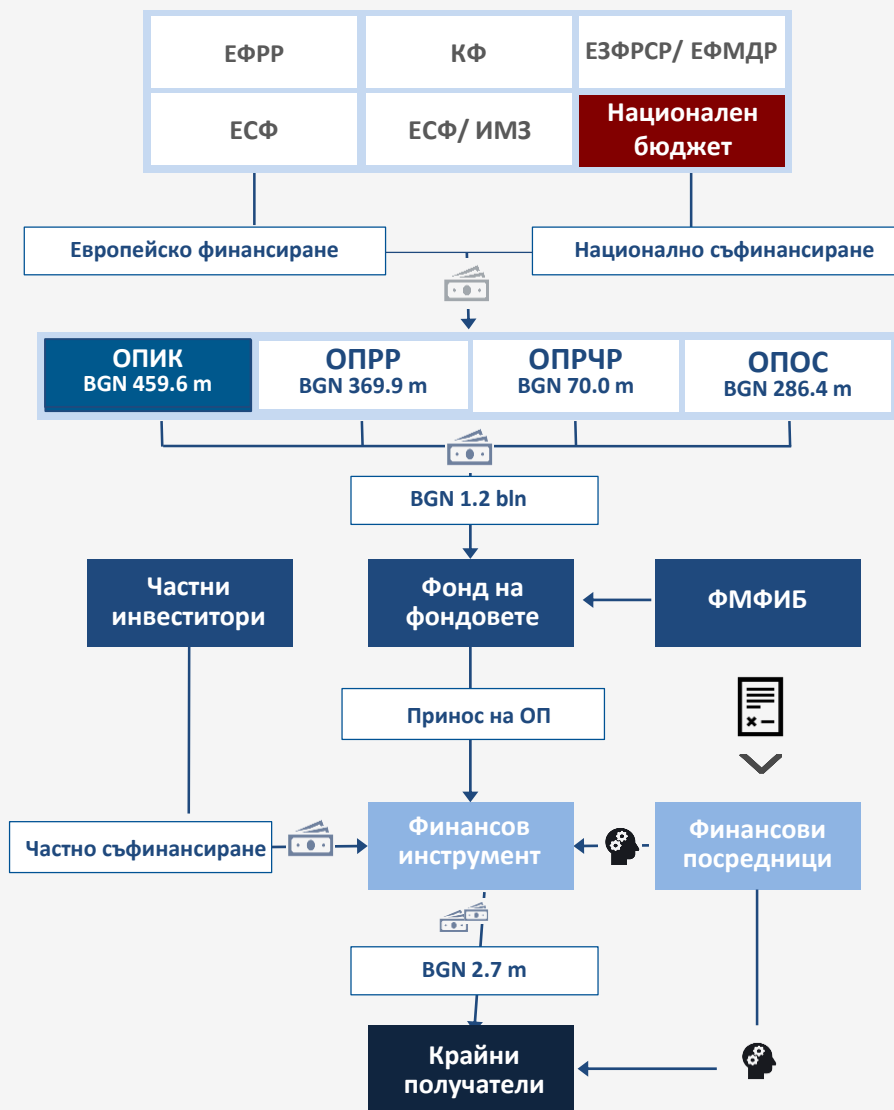 ЕФРР
КФ
ЕЗФРСР/ ЕФМДР
ЕСФ
ЕСФ/ ИМЗ
Национален
бюджет
Европейско финансиране
Национално съфинансиране
ОПИК
BGN 459.6 m
ОПРР
BGN 369.9 m
ОПРЧР
BGN 70.0 m
ОПОС
BGN 286.4 m
BGN 1.2 bln
Частни
инвеститори
Фонд на
фондовете
ФМФИБ
Принос на ОП
Частно съфинансиране
Финансов
инструмент
Финансови
посредници
BGN 2.7 m
Крайни
получатели